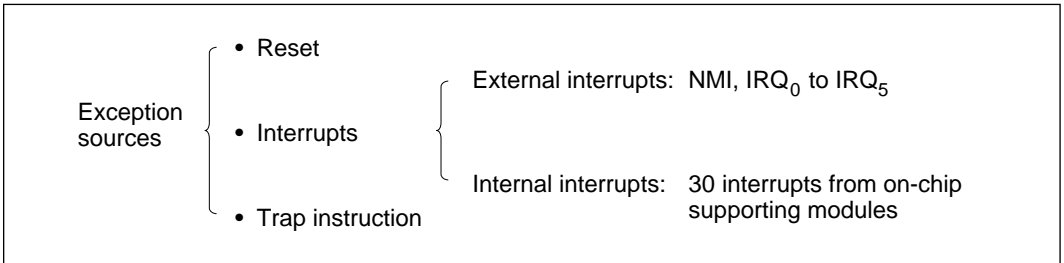 Exception
sources
• Reset
• Interrupts
External interrupts: NMI, IRQ0 to IRQ5
Internal interrupts: 30 interrupts from on-chip
supporting modules
• Trap instruction